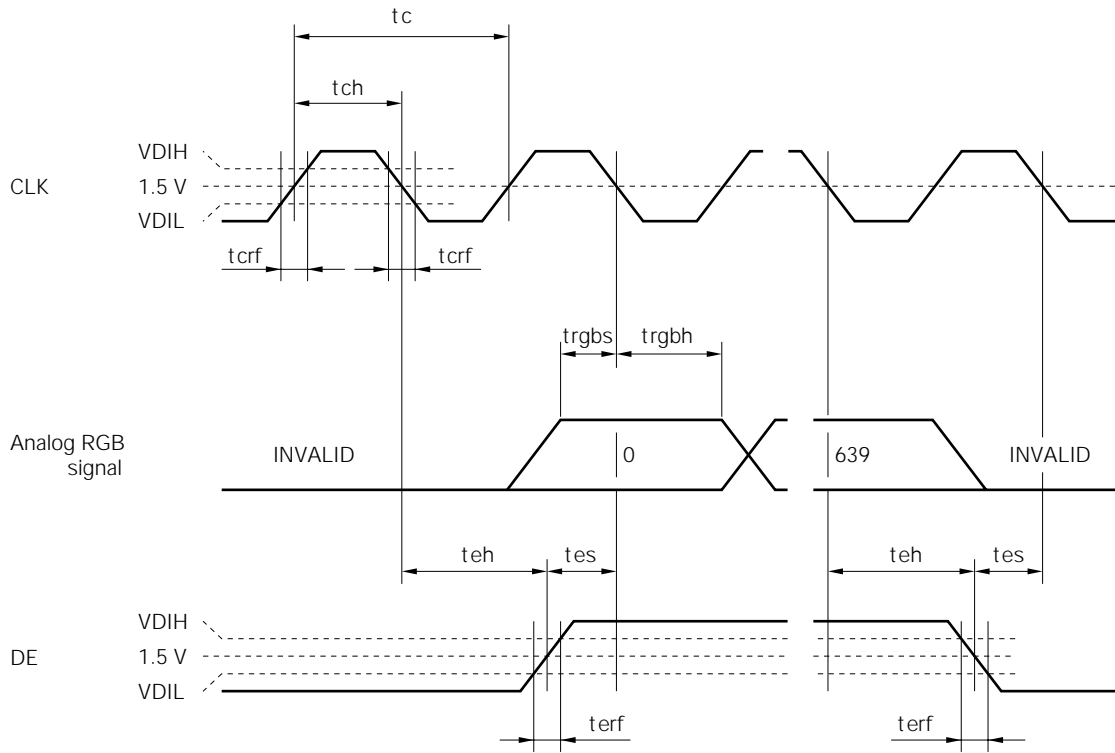 tc
tch
VDIH
CLK 1.5 V
VDIL
tcrf tcrf
trgbs trgbh
Analog RGB
signal
INVALID 0 639 INVALID
teh tes teh tes
VDIH
DE 1.5 V
VDIL
terf terf